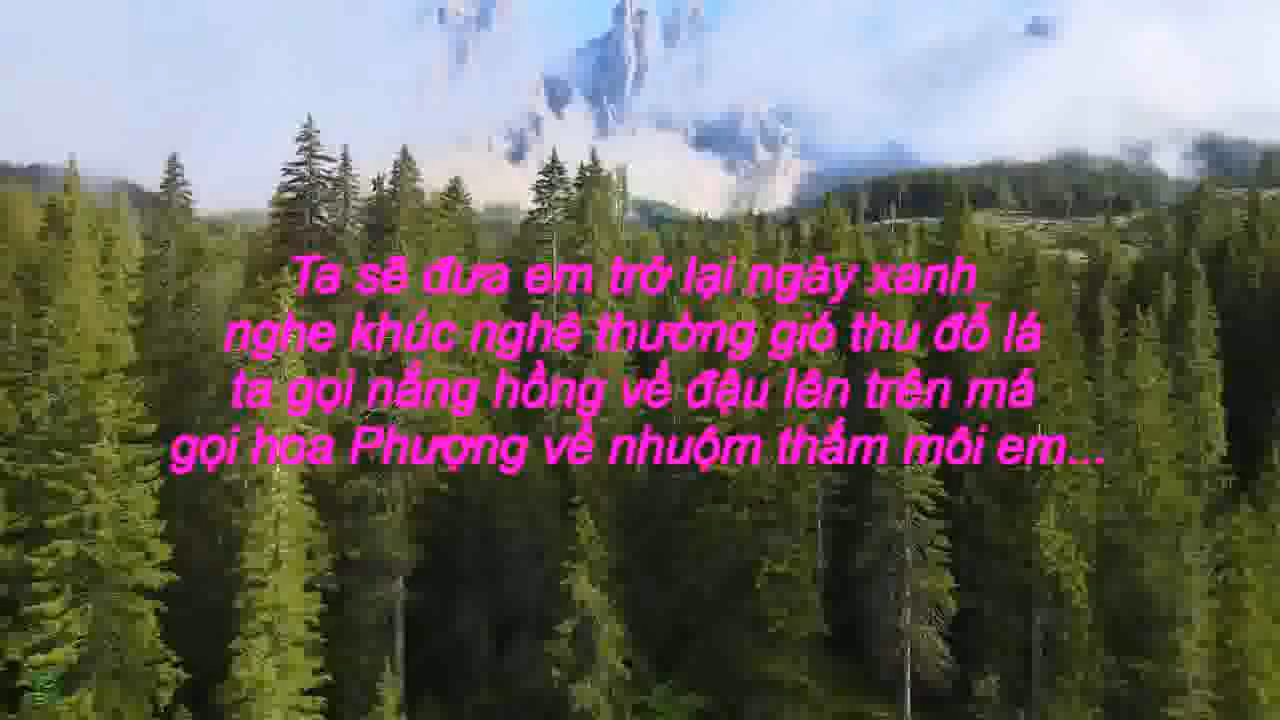 Ta sẽ đưa em trở lại ngày xanh
nghe khúc nghê thường gió thu đổ lá
ta gọi nắng hồng về đậu lên trên má
gọi hoa Phượng về nhuộm thắm môi em...